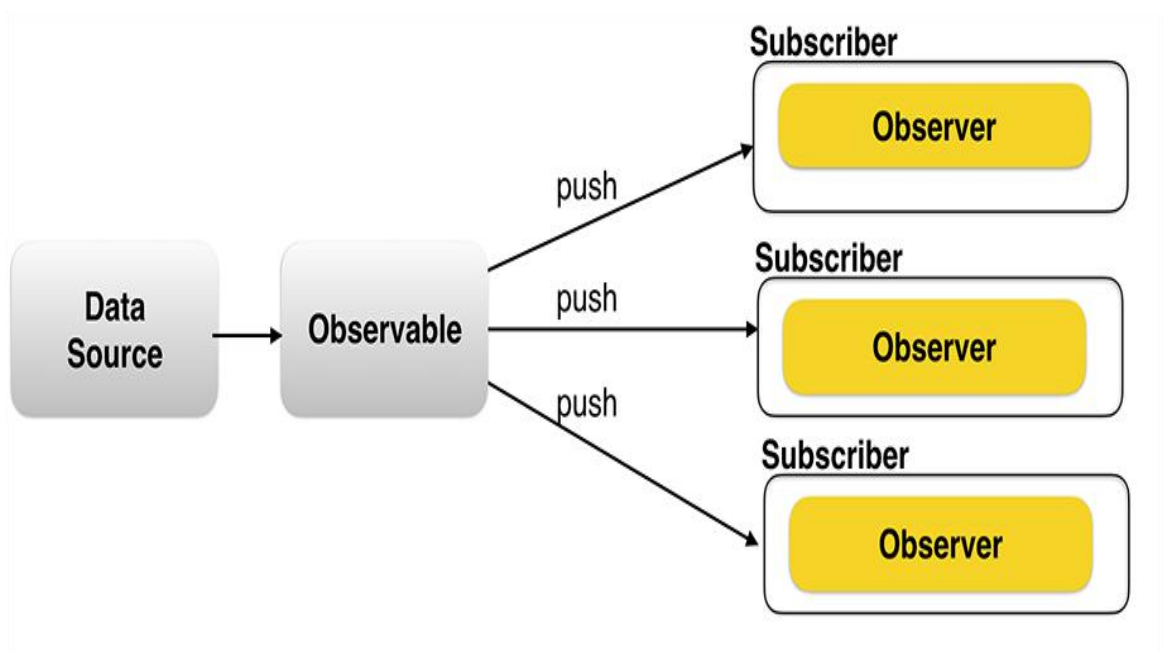 Subscriber
Observer
push
Subscriber
Data
Source
Observable
push
Observer
push
Subscriber
Observer